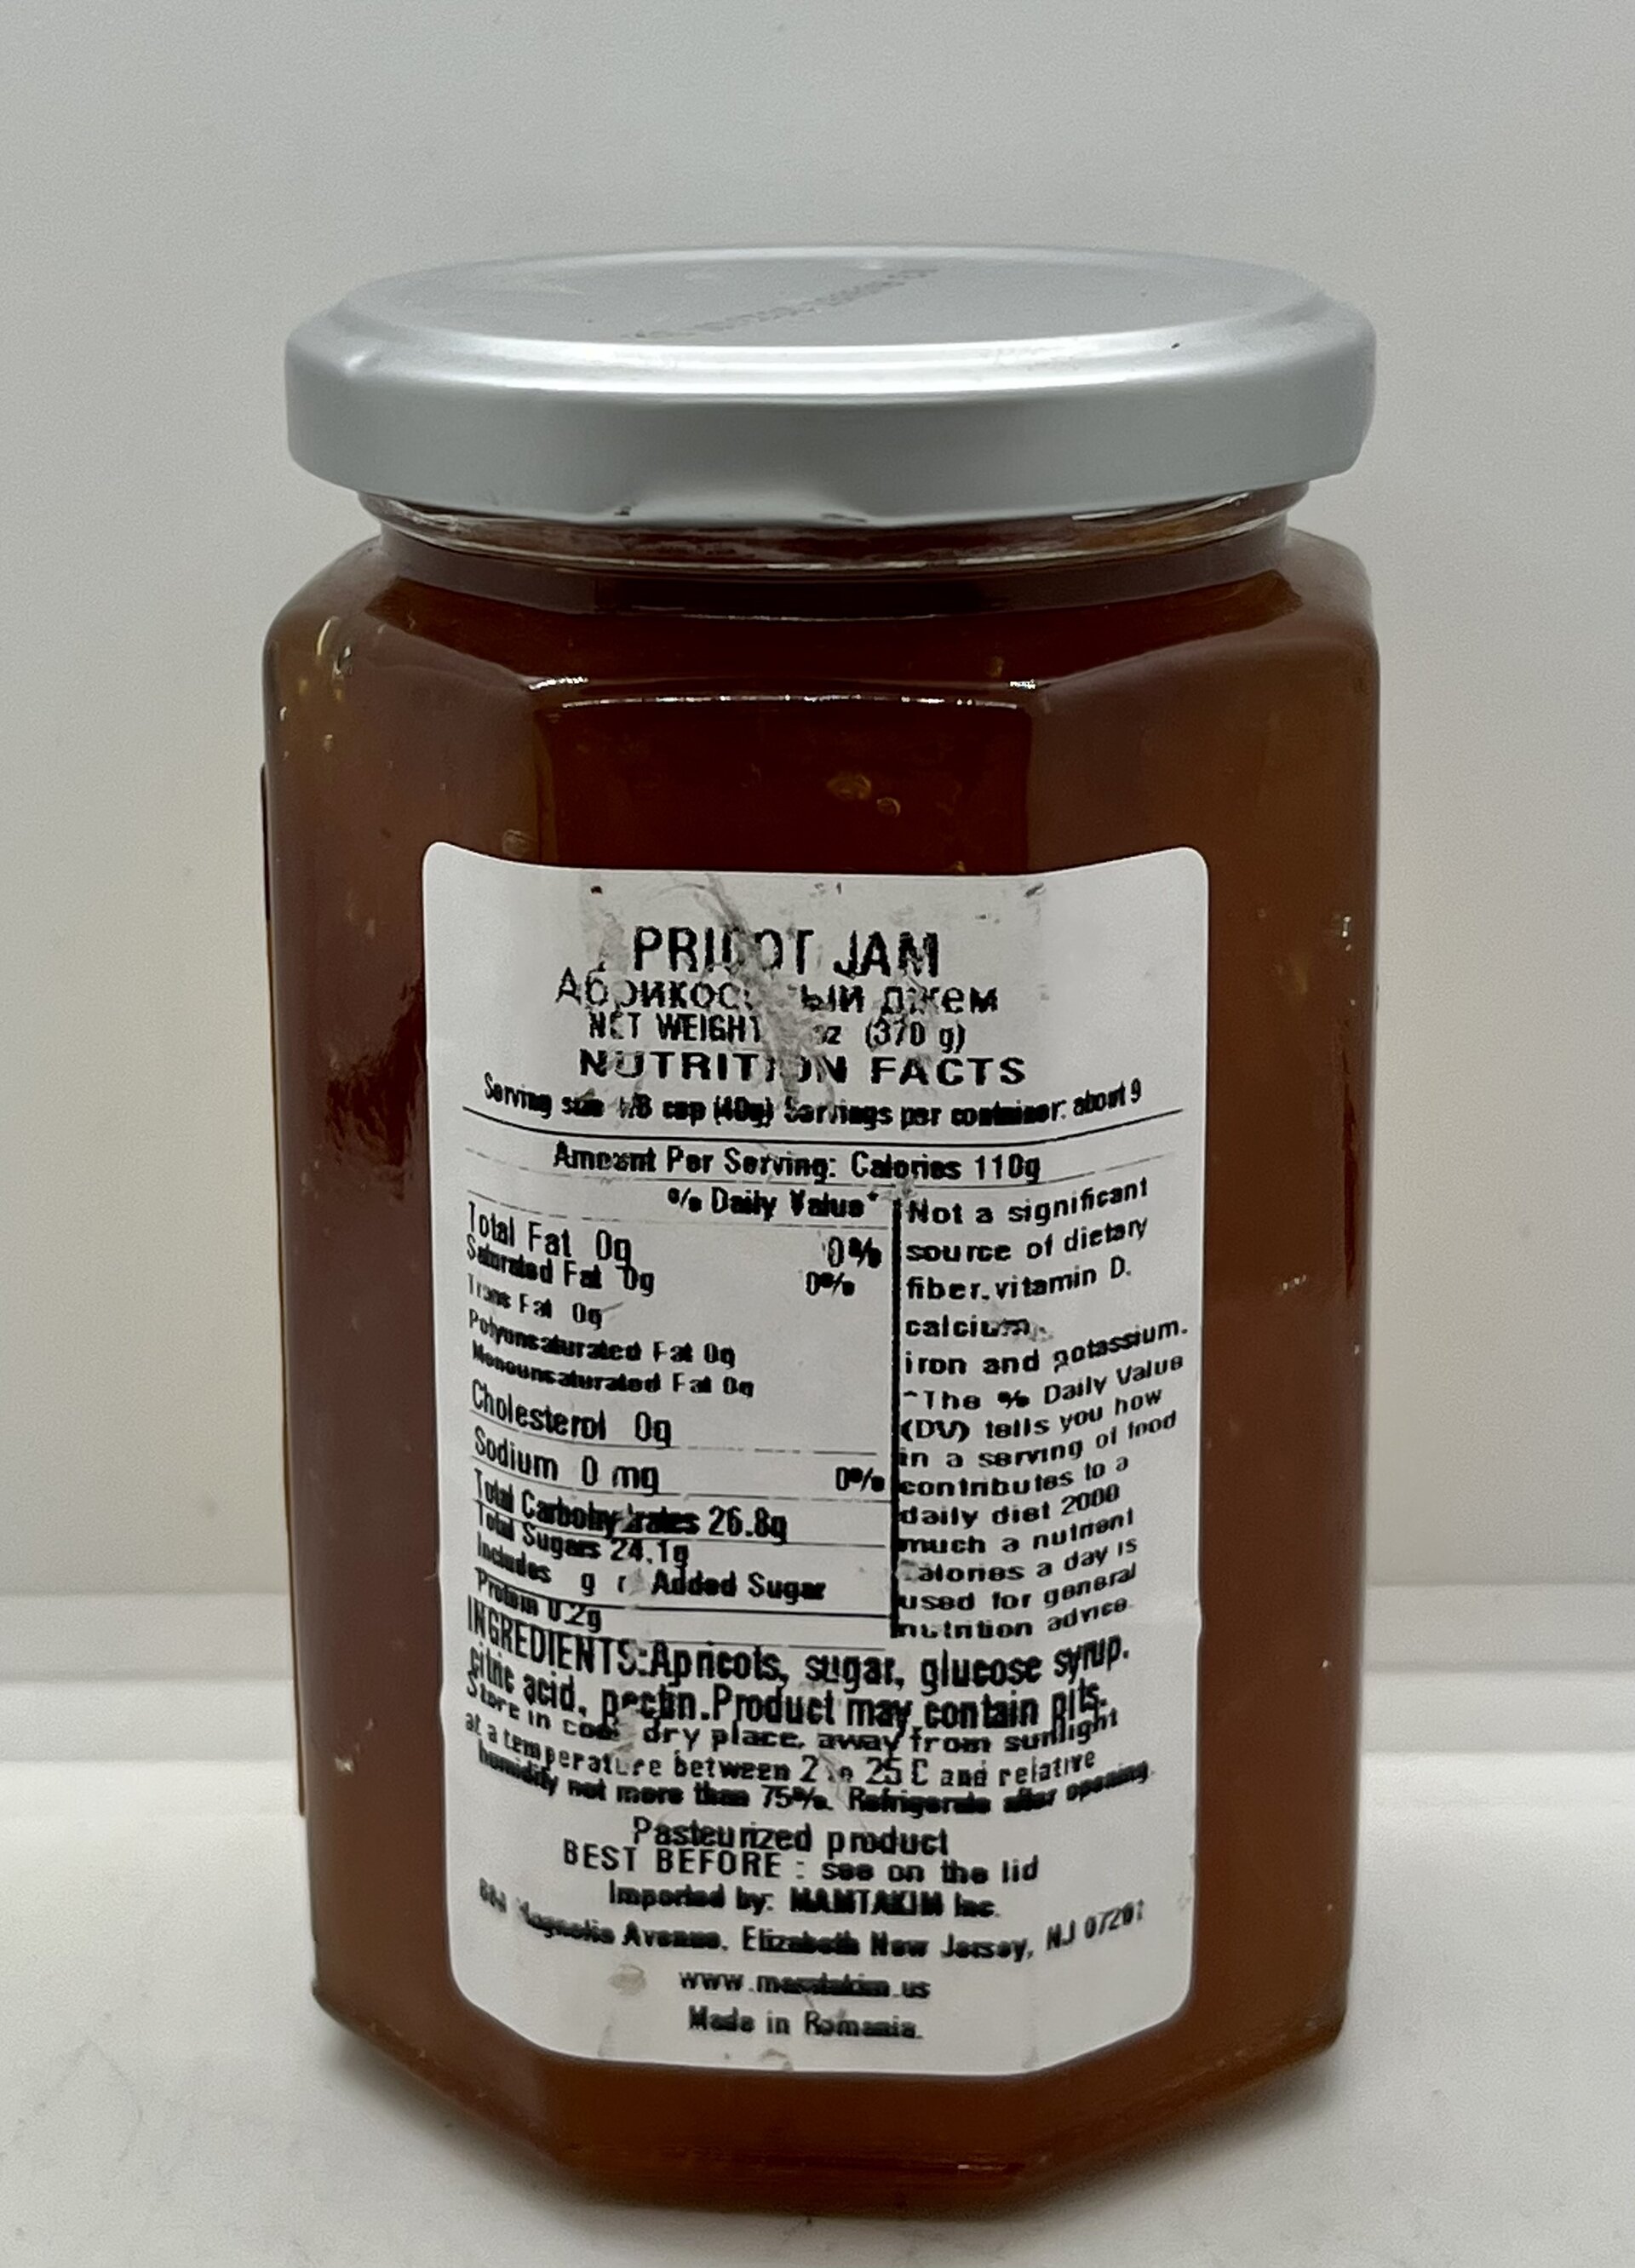 PRICOT JAM
Абрикосовый джем
NET WEIGHT oz (370 g)
NUTRITION FACTS
Serving size 1/8 cup (40g) Servings per container: about 9
Amount Per Serving: Calories 110g
% Daily Value*
Total Fat 0g 0%
Saturated Fat 0g 0%
Trans Fat 0g
Polyunsaturated Fat 0g
Monounsaturated Fat 0g
Cholesterol 0g
Sodium 0 mg 0%
Total Carbohydrates 26.8g
Total Sugars 24.1g
Includes g Added Sugar
Protein 0.2g
Not a significant
source of dietary
fiber, vitamin D,
calcium,
iron and potassium.
*The % Daily Value
(DV) tells you how
in a serving of food
contributes to a
daily diet 2000
much a nutrient
calories a day is
used for general
nutrition advice.
INGREDIENTS: Apricots, sugar, glucose syrup,
citric acid, pectin. Product may contain pits.
Store in cool dry place, away from sunlight
at a temperature between 2 to 25 C and relative
humidity not more than 75%. Refrigerate after opening.
Pasteurized product
BEST BEFORE : see on the lid
Imported by: MAMTAKIM Inc.
Magnolia Avenue, Elizabeth New Jersey, NJ 07201
www.mamtakim.us
Made in Romania.